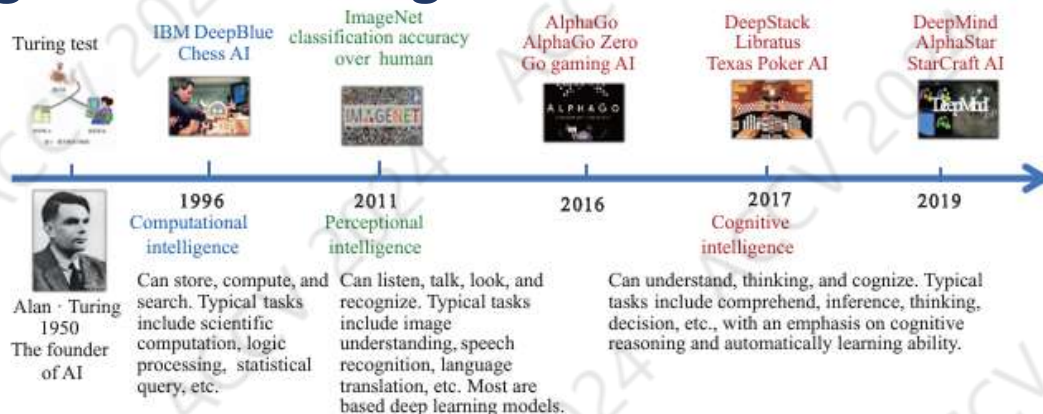 Turing test
IBM DeepBlue
Chess AI
ImageNet
classification accuracy
over human
AlphaGo
AlphaGo Zero
Go gaming AI
DeepStack
Libratus
Texas Poker AI
DeepMind
AlphaStar
StarCraft AI
IMAGENET
ALPHAGO
DeepMind
1996
2011
2016
2017
2019
Computational
intelligence
Perceptional
intelligence
Cognitive
intelligence
Alan · Turing
1950
The founder
of AI
Can store, compute, and
search. Typical tasks
include scientific
computation, logic
processing, statistical
query, etc.
Can listen, talk, look, and
recognize. Typical tasks
include image
understanding, speech
recognition, language
translation, etc. Most are
based deep learning models.
Can understand, thinking, and cognize. Typical
tasks include comprehend, inference, thinking,
decision, etc., with an emphasis on cognitive
reasoning and automatically learning ability.
ACCV 2024